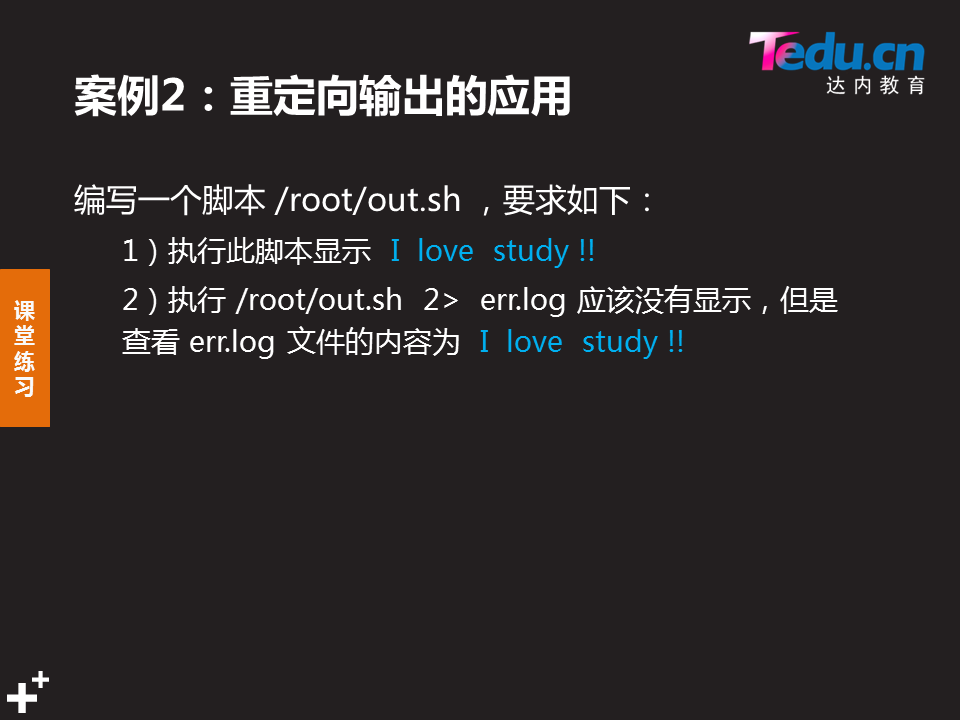 Tedu.cn
达内教育
案例2：重定向输出的应用
编写一个脚本 /root/out.sh ，要求如下：
1）执行此脚本显示 I love study !!
2）执行 /root/out.sh 2> err.log 应该没有显示，但是
查看 err.log 文件的内容为 I love study !!
课
堂
练
习